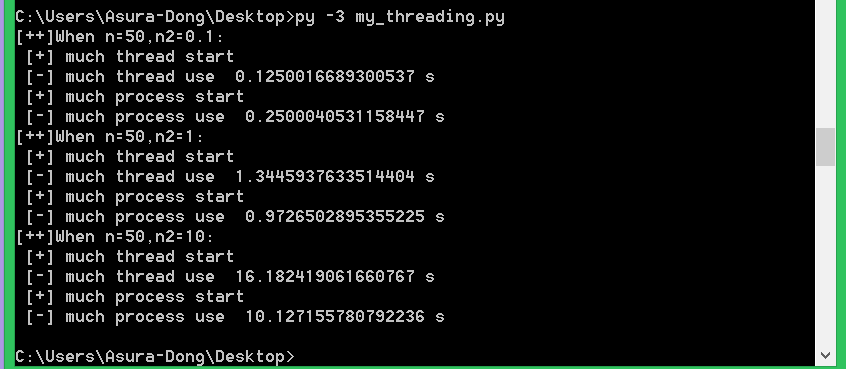 C:\Users\Asura-Dong\Desktop>py -3 my_threading.py
[++]When n=50,n2=0.1:
 [+] much thread start
 [-] much thread use  0.1250016689300537 s
 [+] much process start
 [-] much process use  0.2500040531158447 s
[++]When n=50,n2=1:
 [+] much thread start
 [-] much thread use  1.3445937633514404 s
 [+] much process start
 [-] much process use  0.9726502895355225 s
[++]When n=50,n2=10:
 [+] much thread start
 [-] much thread use  16.182419061660767 s
 [+] much process start
 [-] much process use  10.127155780792236 s
C:\Users\Asura-Dong\Desktop>